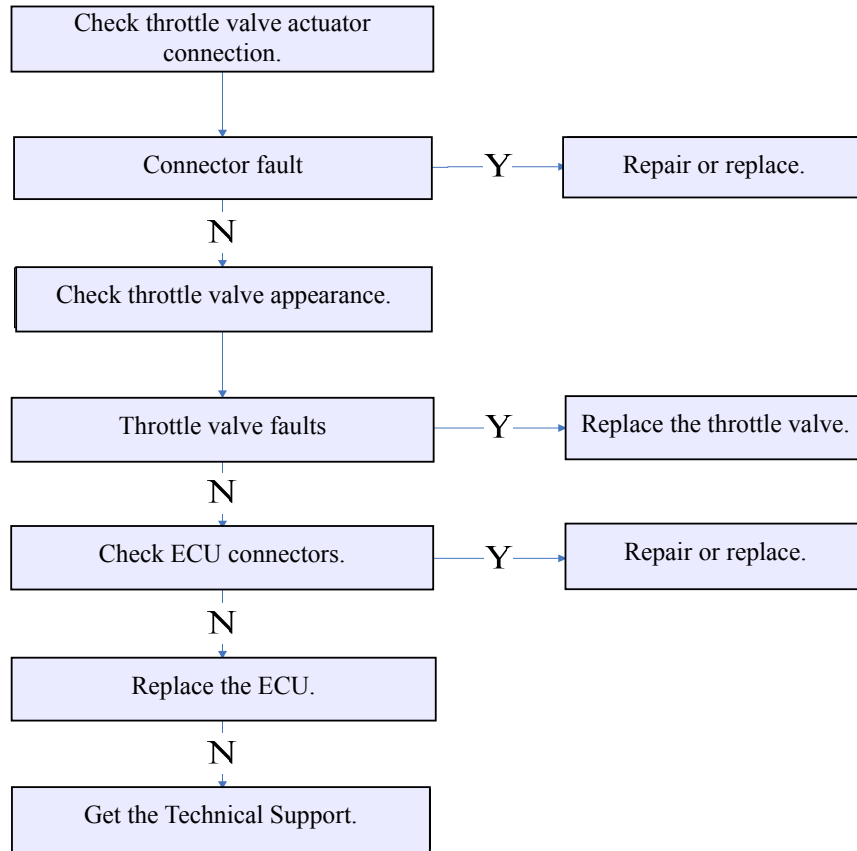 Check throttle valve actuator
connection.
Connector fault
Y
Repair or replace.
N
Check throttle valve appearance.
Throttle valve faults
Y
Replace the throttle valve.
N
Check ECU connectors.
Y
Repair or replace.
N
Replace the ECU.
N
Get the Technical Support.